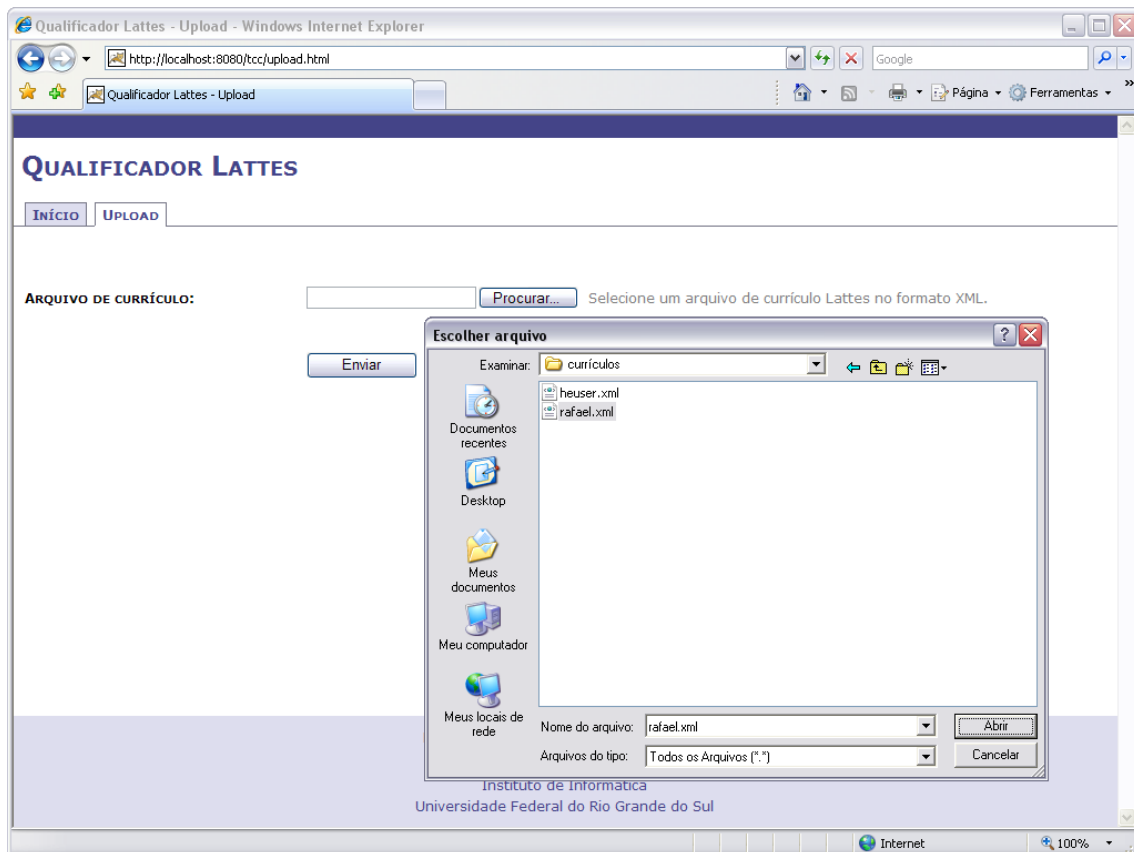 Qualificador Lattes - Upload - Windows Internet Explorer
http://localhost:8080/tcc/upload.html
Google
Qualificador Lattes - Upload
Página
Ferramentas
»
QUALIFICADOR LATTES
INÍCIO
UPLOAD
ARQUIVO DE CURRÍCULO:
Procurar...
Selecione um arquivo de currículo Lattes no formato XML.
Enviar
Escolher arquivo
Examinar:
currículos
heuser.xml
rafael.xml
Documentos
recentes
Desktop
Meus
documentos
Meu computador
Meus locais de
rede
Nome do arquivo:
rafael.xml
Abrir
Arquivos do tipo:
Todos os Arquivos (*.*)
Cancelar
Instituto de Informática
Universidade Federal do Rio Grande do Sul
Internet
100%